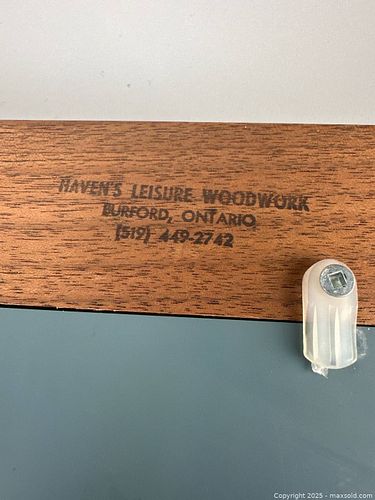 HAVEN'S LEISURE WOODWORK
BURFORD, ONTARIO
(519) 449-2742
Copyright © 2025 - maxsold.com